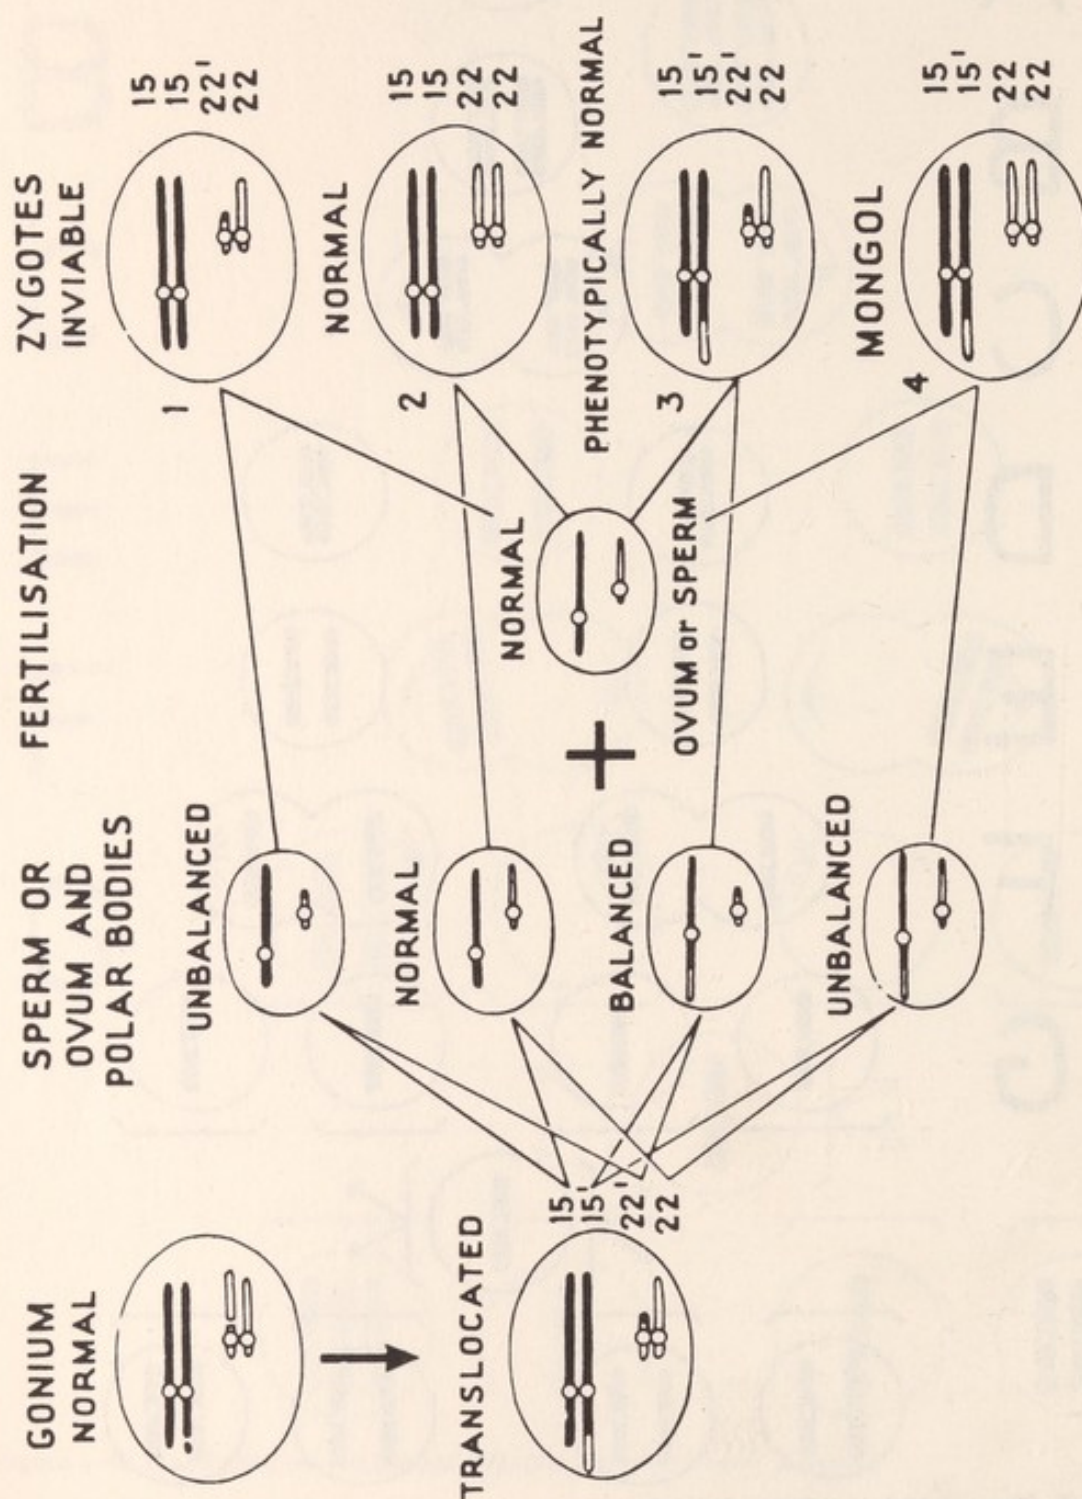 GONIUM
NORMAL
TRANSLOCATED
15
15'
22'
22
SPERM OR
OVUM AND
POLAR BODIES
UNBALANCED
NORMAL
BALANCED
UNBALANCED
FERTILISATION
+
NORMAL
OVUM or SPERM
ZYGOTES
INVIABLE
1
15
15
22'
22
NORMAL
2
15
15
22
22
PHENOTYPICALLY NORMAL
3
15
15'
22'
22
MONGOL
4
15
15'
22
22